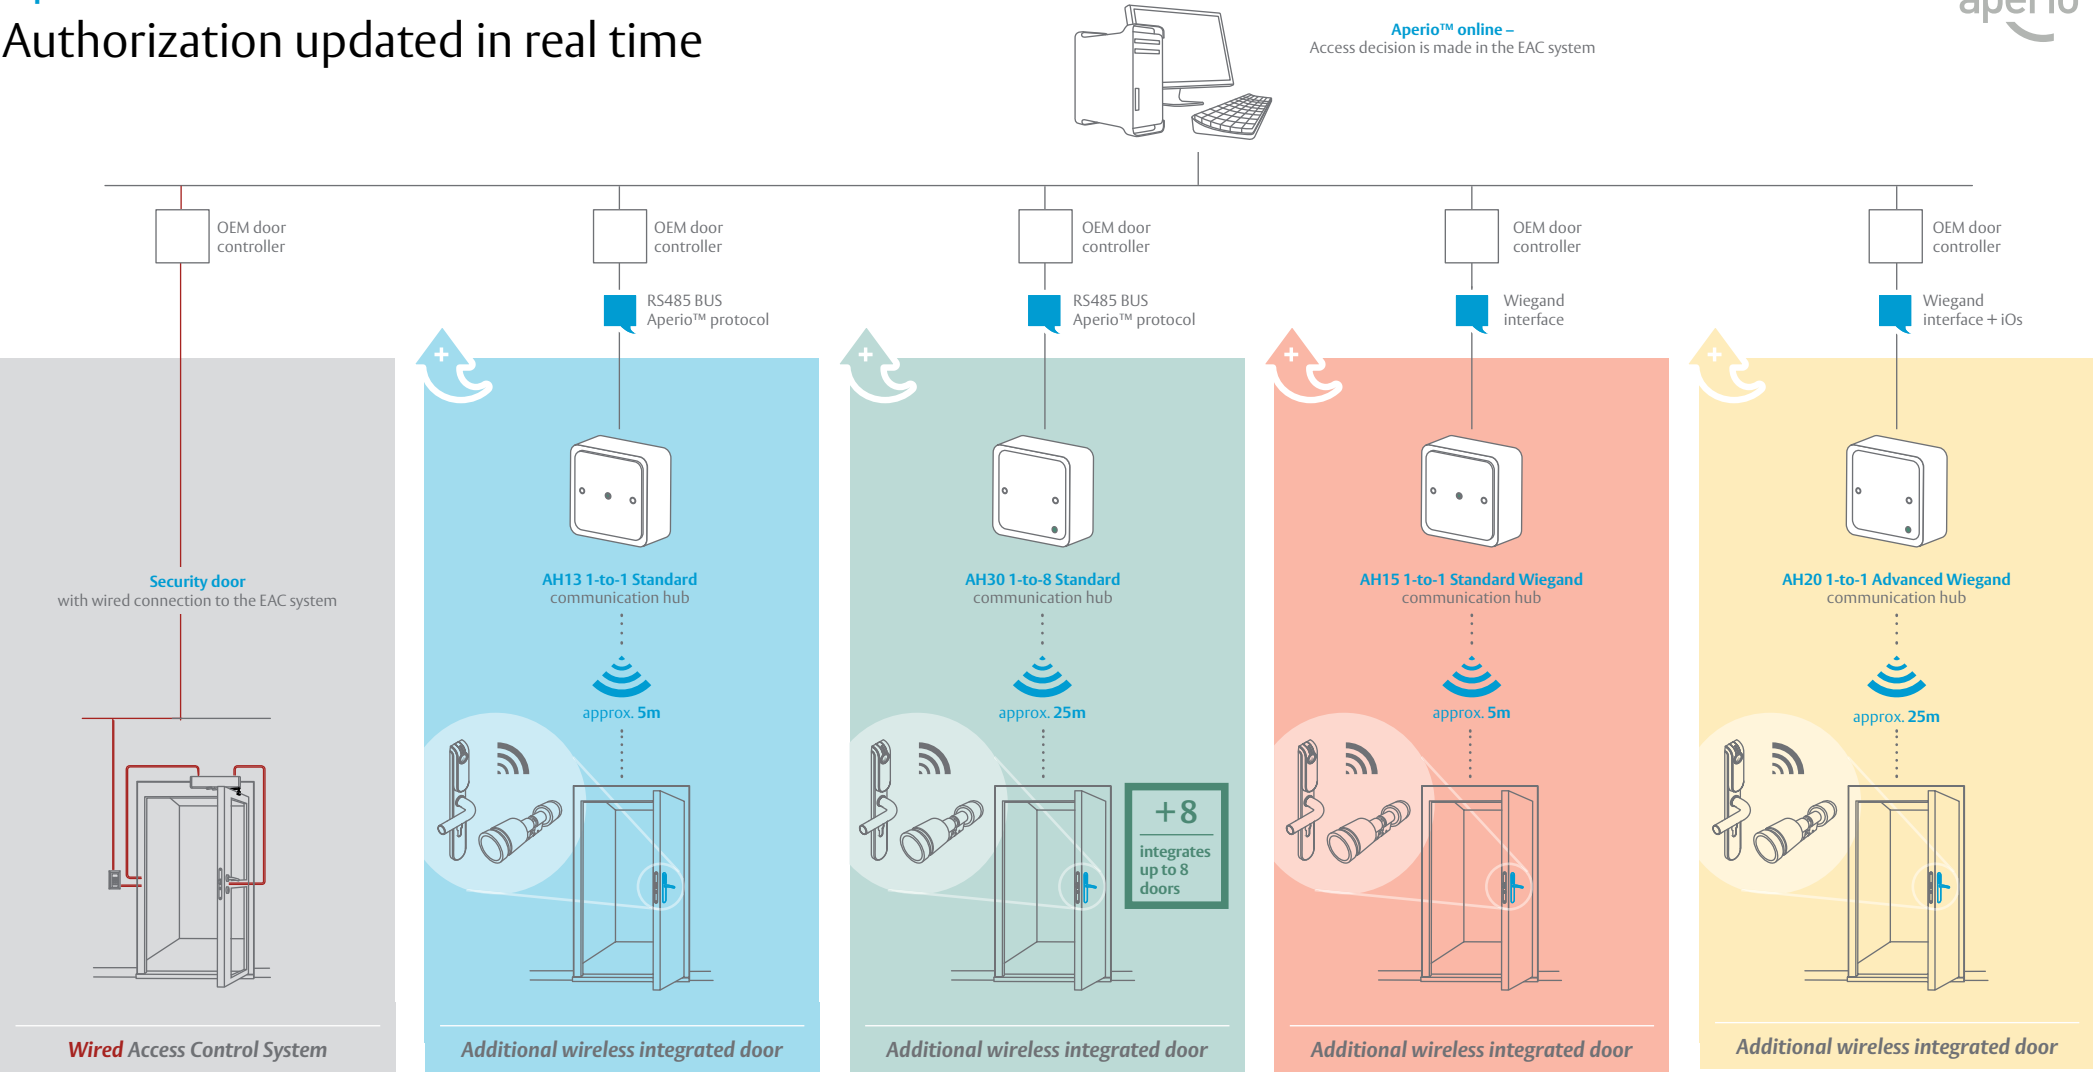 Authorization updated in real time
Aperio™ online –
Access decision is made in the EAC system
aperio
OEM door
controller
OEM door
controller
OEM door
controller
OEM door
controller
OEM door
controller
RS485 BUS
Aperio™ protocol
RS485 BUS
Aperio™ protocol
Wiegand
interface
Wiegand
interface + iOs
+
+
+
+
Security door
with wired connection to the EAC system
AH13 1-to-1 Standard
communication hub
AH30 1-to-8 Standard
communication hub
AH15 1-to-1 Standard Wiegand
communication hub
AH20 1-to-1 Advanced Wiegand
communication hub
approx. 5m
approx. 25m
approx. 5m
approx. 25m
+8
integrates
up to 8
doors
Wired Access Control System
Additional wireless integrated door
Additional wireless integrated door
Additional wireless integrated door
Additional wireless integrated door